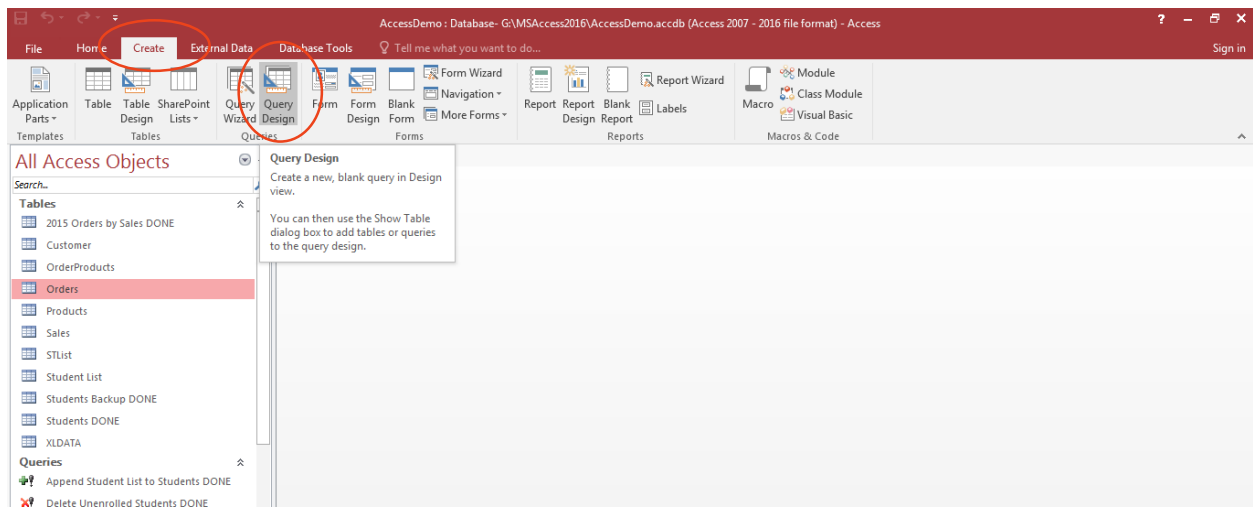 AccessDemo : Database- G:\MSAccess2016\AccessDemo.accdb (Access 2007 - 2016 file format) - Access
File Home Create External Data Database Tools Tell me what you want to do... Sign in
Application Parts
Table
Table Design
SharePoint Lists
Query Wizard
Query Design
Form
Form Design
Blank Form
Form Wizard
Navigation
More Forms
Report
Report Design
Blank Report
Report Wizard
Labels
Macro
Module
Class Module
Visual Basic
Templates Tables Queries Forms Reports Macros & Code
All Access Objects
Search...
Tables
2015 Orders by Sales DONE
Customer
OrderProducts
Orders
Products
Sales
STList
Student List
Students Backup DONE
Students DONE
XLDATA
Queries
Append Student List to Students DONE
Delete Unenrolled Students DONE
Query Design
Create a new, blank query in Design
view.
You can then use the Show Table
dialog box to add tables or queries
to the query design.